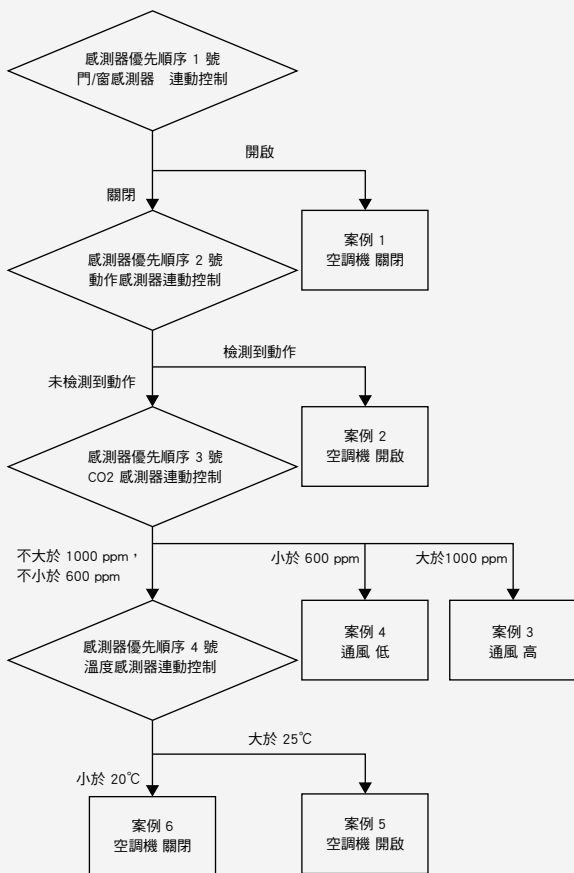 感測器優先順序 1 號
門/窗感測器　連動控制
開啟
關閉
感測器優先順序 2 號
動作感測器連動控制
案例 1
空調機 關閉
檢測到動作
未檢測到動作
感測器優先順序 3 號
CO2 感測器連動控制
案例 2
空調機 開啟
不大於 1000 ppm，
不小於 600 ppm
小於 600 ppm
大於1000 ppm
感測器優先順序 4 號
溫度感測器連動控制
案例 4
通風 低
案例 3
通風 高
大於 25℃
小於 20℃
案例 6
空調機 關閉
案例 5
空調機 開啟